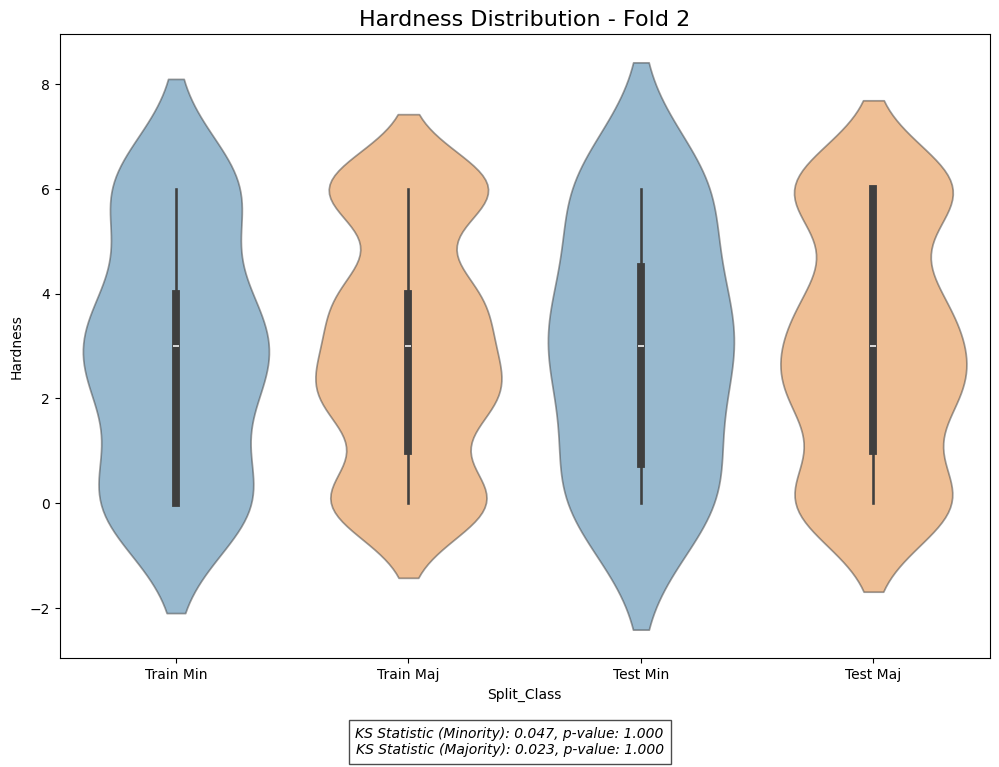 Hardness Distribution - Fold 2
Hardness
8
6
4
2
0
−2
Train Min
Train Maj
Test Min
Test Maj
Split_Class
KS Statistic (Minority): 0.047, p-value: 1.000
KS Statistic (Majority): 0.023, p-value: 1.000